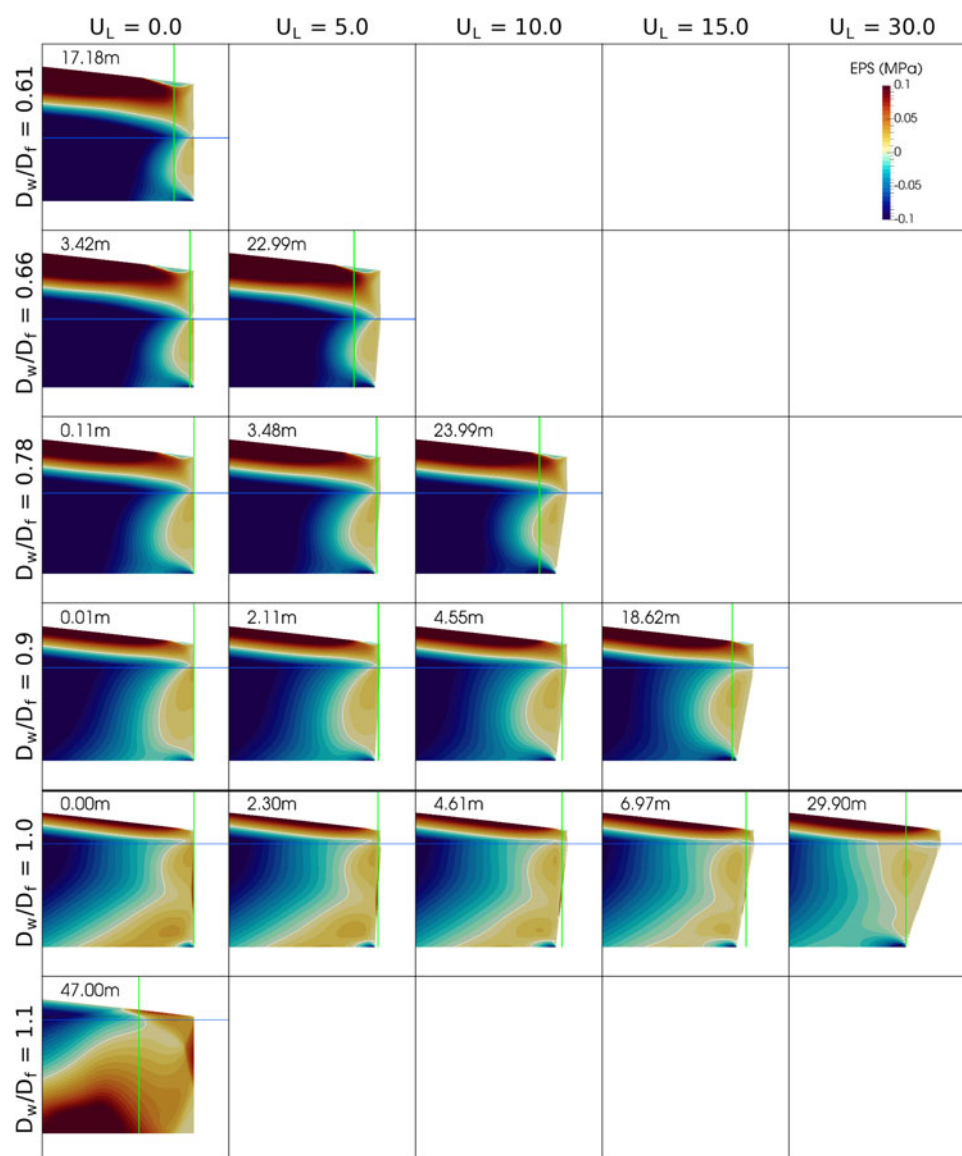 U_L = 0.0 U_L = 5.0 U_L = 10.0 U_L = 15.0 U_L = 30.0
D_w/D_f = 0.61
17.18m
EPS (MPa)
0.1
0.05
0
-0.05
-0.1
D_w/D_f = 0.66
3.42m 22.99m
D_w/D_f = 0.78
0.11m 3.48m 23.99m
D_w/D_f = 0.9
0.01m 2.11m 4.55m 18.62m
D_w/D_f = 1.0
0.00m 2.30m 4.61m 6.97m 29.90m
D_w/D_f = 1.1
47.00m